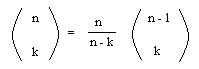 n n n - 1
=
k n - k k